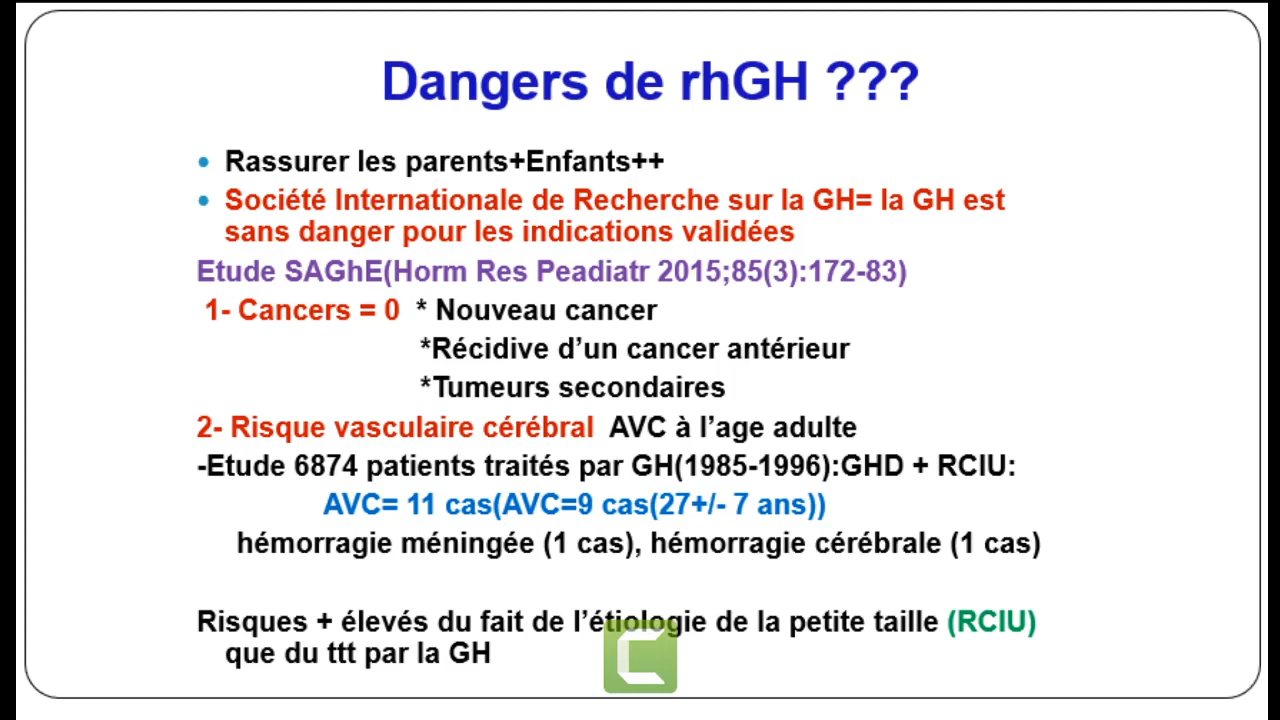 Dangers de rhGH ???
Rassurer les parents+Enfants++
Société Internationale de Recherche sur la GH= la GH est
sans danger pour les indications validées
Etude SAGhE(Horm Res Peadiatr 2015;85(3):172-83)
1- Cancers = 0 * Nouveau cancer
*Récidive d’un cancer antérieur
*Tumeurs secondaires
2- Risque vasculaire cérébral AVC à l’age adulte
-Etude 6874 patients traités par GH(1985-1996):GHD + RCIU:
AVC= 11 cas(AVC=9 cas(27+/- 7 ans))
hémorragie méningée (1 cas), hémorragie cérébrale (1 cas)
Risques + élevés du fait de l’étiologie de la petite taille (RCIU)
que du ttt par la GH